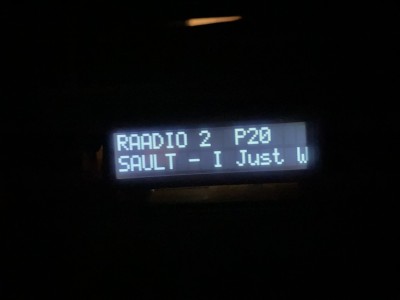 RAADIO 2 P20
SAULT - I Just W